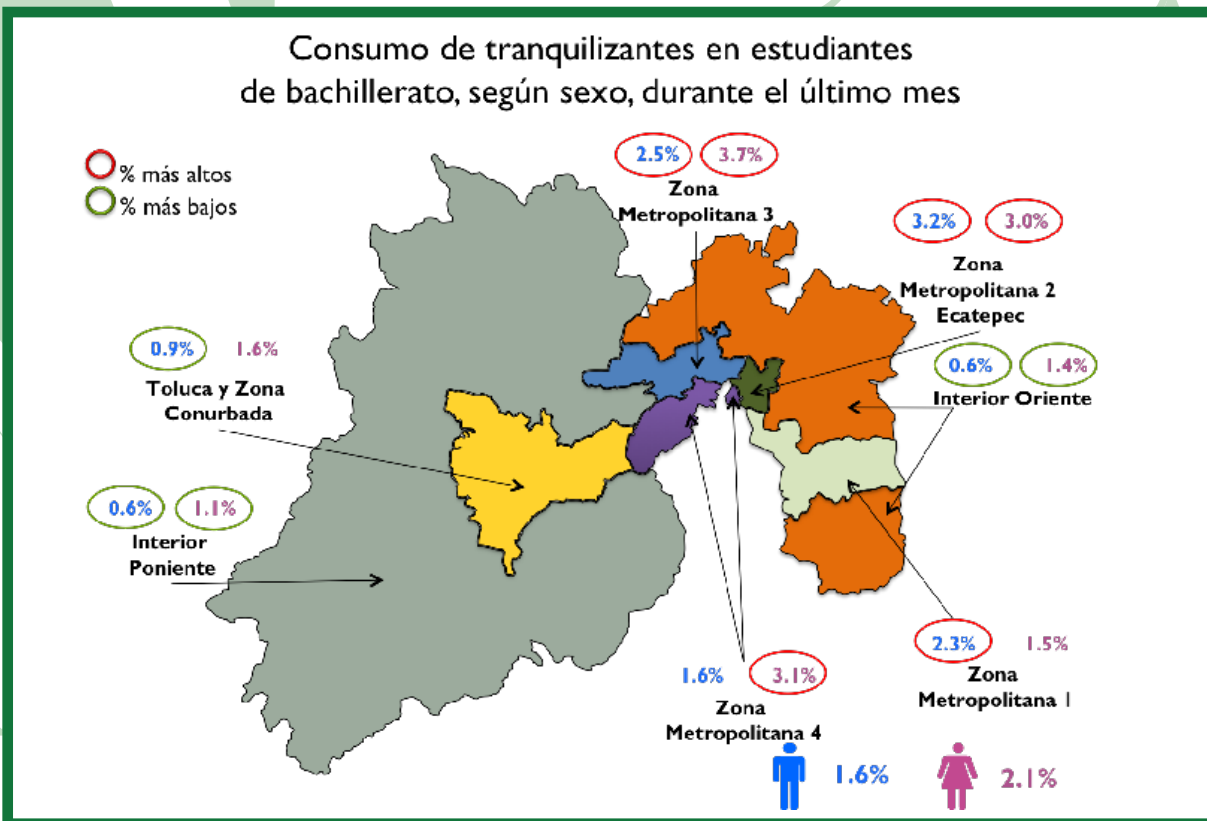 Consumo de tranquilizantes en estudiantes
de bachillerato, según sexo, durante el último mes
% más altos
% más bajos
2.5% 3.7%
Zona
Metropolitana 3
3.2% 3.0%
Zona
Metropolitana 2
Ecatepec
0.9% 1.6%
Toluca y Zona
Conurbada
0.6% 1.4%
Interior Oriente
0.6% 1.1%
Interior
Poniente
2.3% 1.5%
Zona
Metropolitana 1
1.6% 3.1%
Zona
Metropolitana 4
1.6% 2.1%